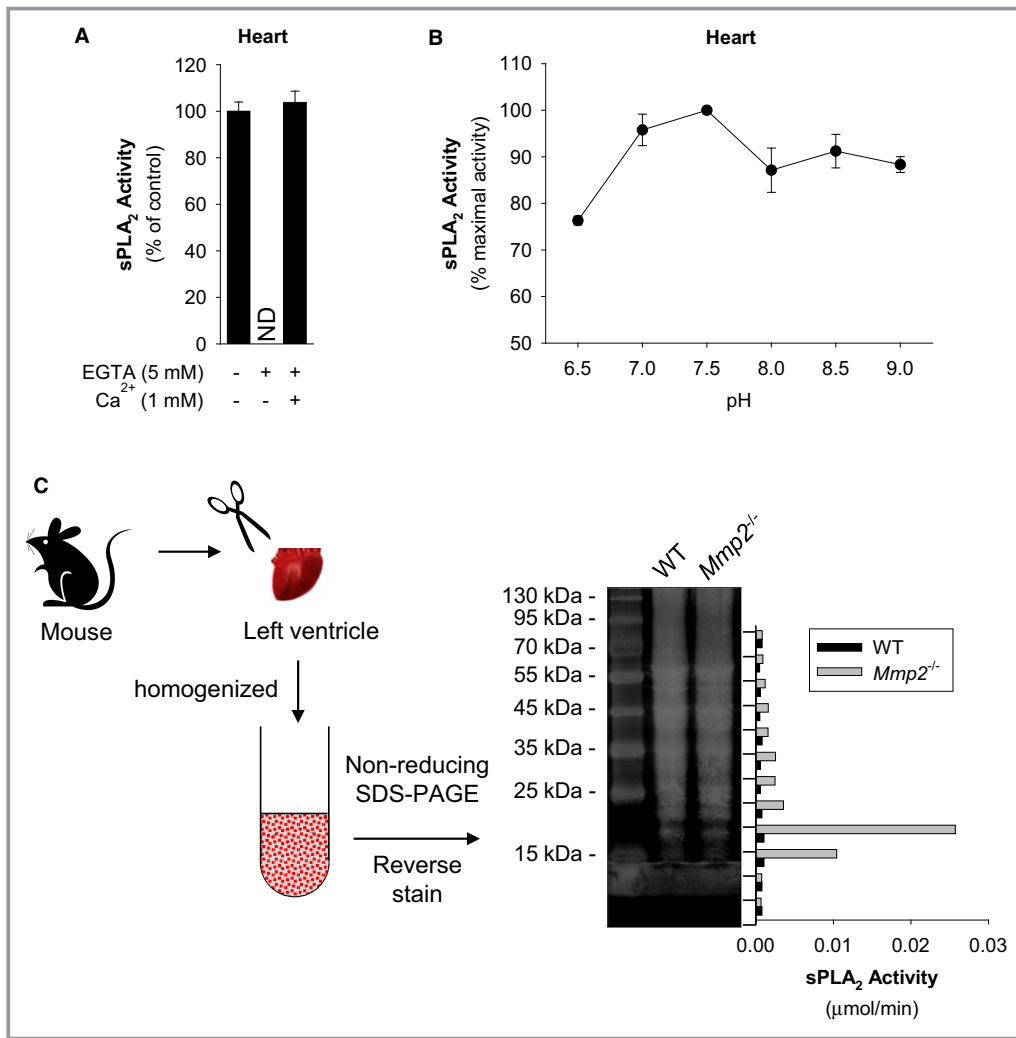 A
Heart
sPLA₂ Activity
(% of control)
120
100
80
60
40
20
0
ND
EGTA (5 mM) - + +
Ca²⁺ (1 mM) - - +
B
Heart
sPLA₂ Activity
(% maximal activity)
110
100
90
80
70
60
50
6.5 7.0 7.5 8.0 8.5 9.0
pH
C
Mouse
Left ventricle
homogenized
Non-reducing
SDS-PAGE
Reverse
stain
WT Mmp2⁻/⁻
130 kDa -
95 kDa -
70 kDa -
55 kDa -
45 kDa -
35 kDa -
25 kDa -
15 kDa -
WT
Mmp2⁻/⁻
0.00 0.01 0.02 0.03
sPLA₂ Activity
(μmol/min)